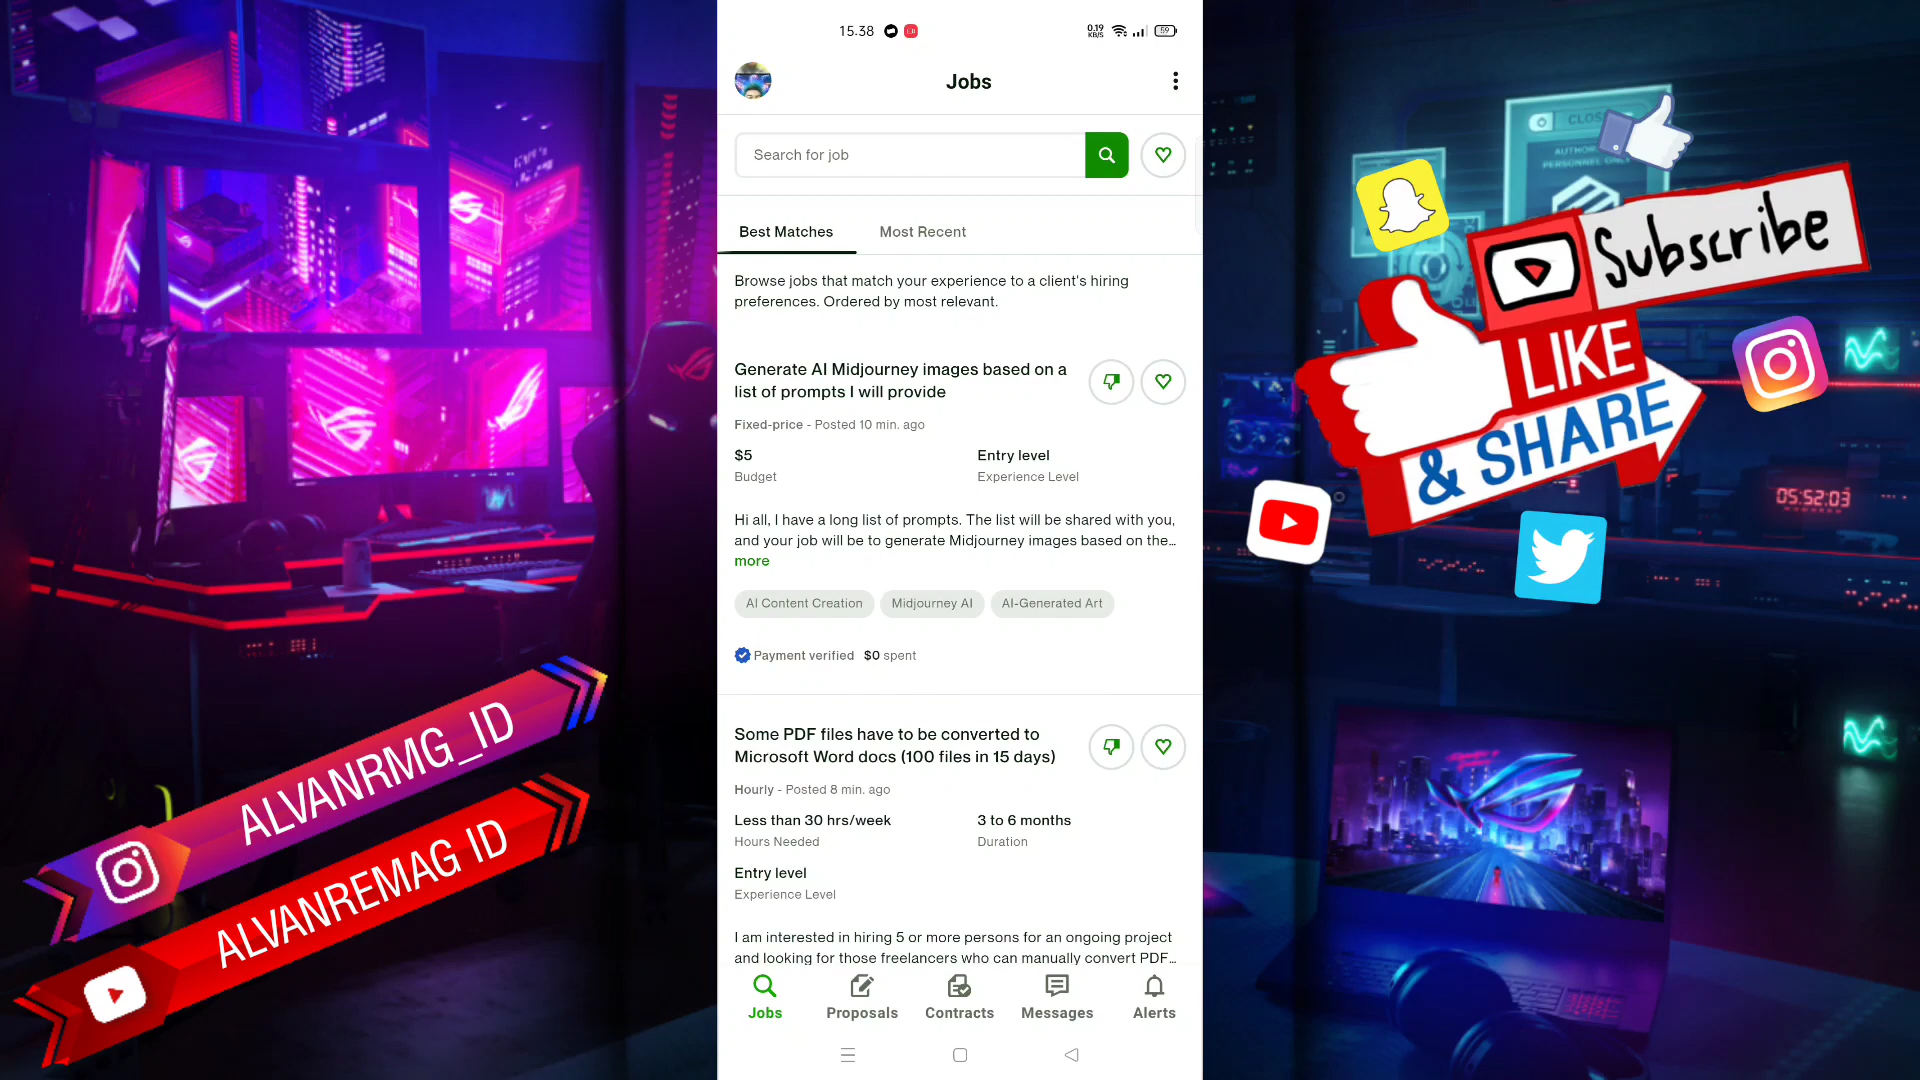 15.38
0.19
KB/S
59
Jobs
Search for job
Best Matches
Most Recent
Browse jobs that match your experience to a client's hiring
preferences. Ordered by most relevant.
Generate AI Midjourney images based on a
list of prompts I will provide
Fixed-price - Posted 10 min. ago
$5
Entry level
Budget
Experience Level
Hi all, I have a long list of prompts. The list will be shared with you,
and your job will be to generate Midjourney images based on the…
more
AI Content Creation
Midjourney AI
AI-Generated Art
Payment verified $0 spent
Some PDF files have to be converted to
Microsoft Word docs (100 files in 15 days)
Hourly - Posted 8 min. ago
Less than 30 hrs/week
3 to 6 months
Hours Needed
Duration
Entry level
Experience Level
I am interested in hiring 5 or more persons for an ongoing project
and looking for those freelancers who can manually convert PDF…
Jobs
Proposals
Contracts
Messages
Alerts
ALVANRMG_ID
ALVANREMAG ID
CLOS
PERSONNEL ONLY
Subscribe
LIKE
& SHARE
05:52:03